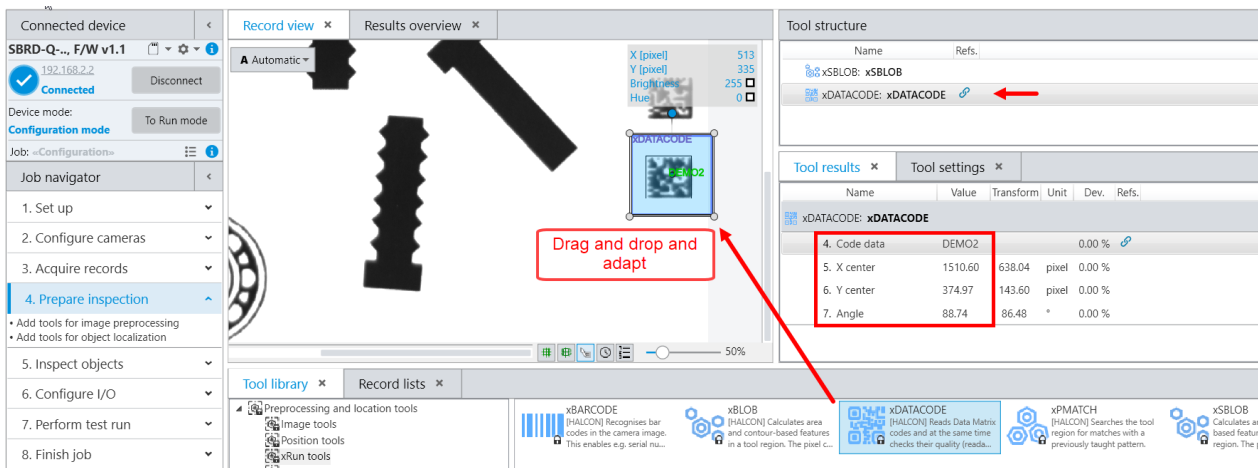 Connected device
SBRD-Q-.., F/W v1.1
192.168.2.2
Connected
Disconnect
Device mode:
Configuration mode
To Run mode
Job: «Configuration»
Job navigator
1. Set up
2. Configure cameras
3. Acquire records
4. Prepare inspection
• Add tools for image preprocessing
• Add tools for object localization
5. Inspect objects
6. Configure I/O
7. Perform test run
8. Finish job
Record view
Results overview
A Automatic
X [pixel] 513
Y [pixel] 335
Brightness 255
Hue 0
xDATACODE
DEMO2
Drag and drop and
adapt
50%
Tool structure
Name Refs.
xSBLOB: xSBLOB
xDATACODE: xDATACODE
Tool results
Tool settings
Name Value Transform Unit Dev. Refs.
xDATACODE: xDATACODE
4. Code data DEMO2 0.00 %
5. X center 1510.60 638.04 pixel 0.00 %
6. Y center 374.97 143.60 pixel 0.00 %
7. Angle 88.74 86.48 ° 0.00 %
Tool library
Record lists
Preprocessing and location tools
Image tools
Position tools
xRun tools
xBARCODE
[HALCON] Recognises bar
codes in the camera image.
This enables e.g. serial nu...
xBLOB
[HALCON] Calculates area
and contour-based features
in a tool region. The pixel c...
xDATACODE
[HALCON] Reads Data Matrix
codes and at the same time
checks their quality (reada...
xPMATCH
[HALCON] Searches the tool
region for matches with a
previously taught pattern.
xSBLOB
Calculates area
based featur
region. The p